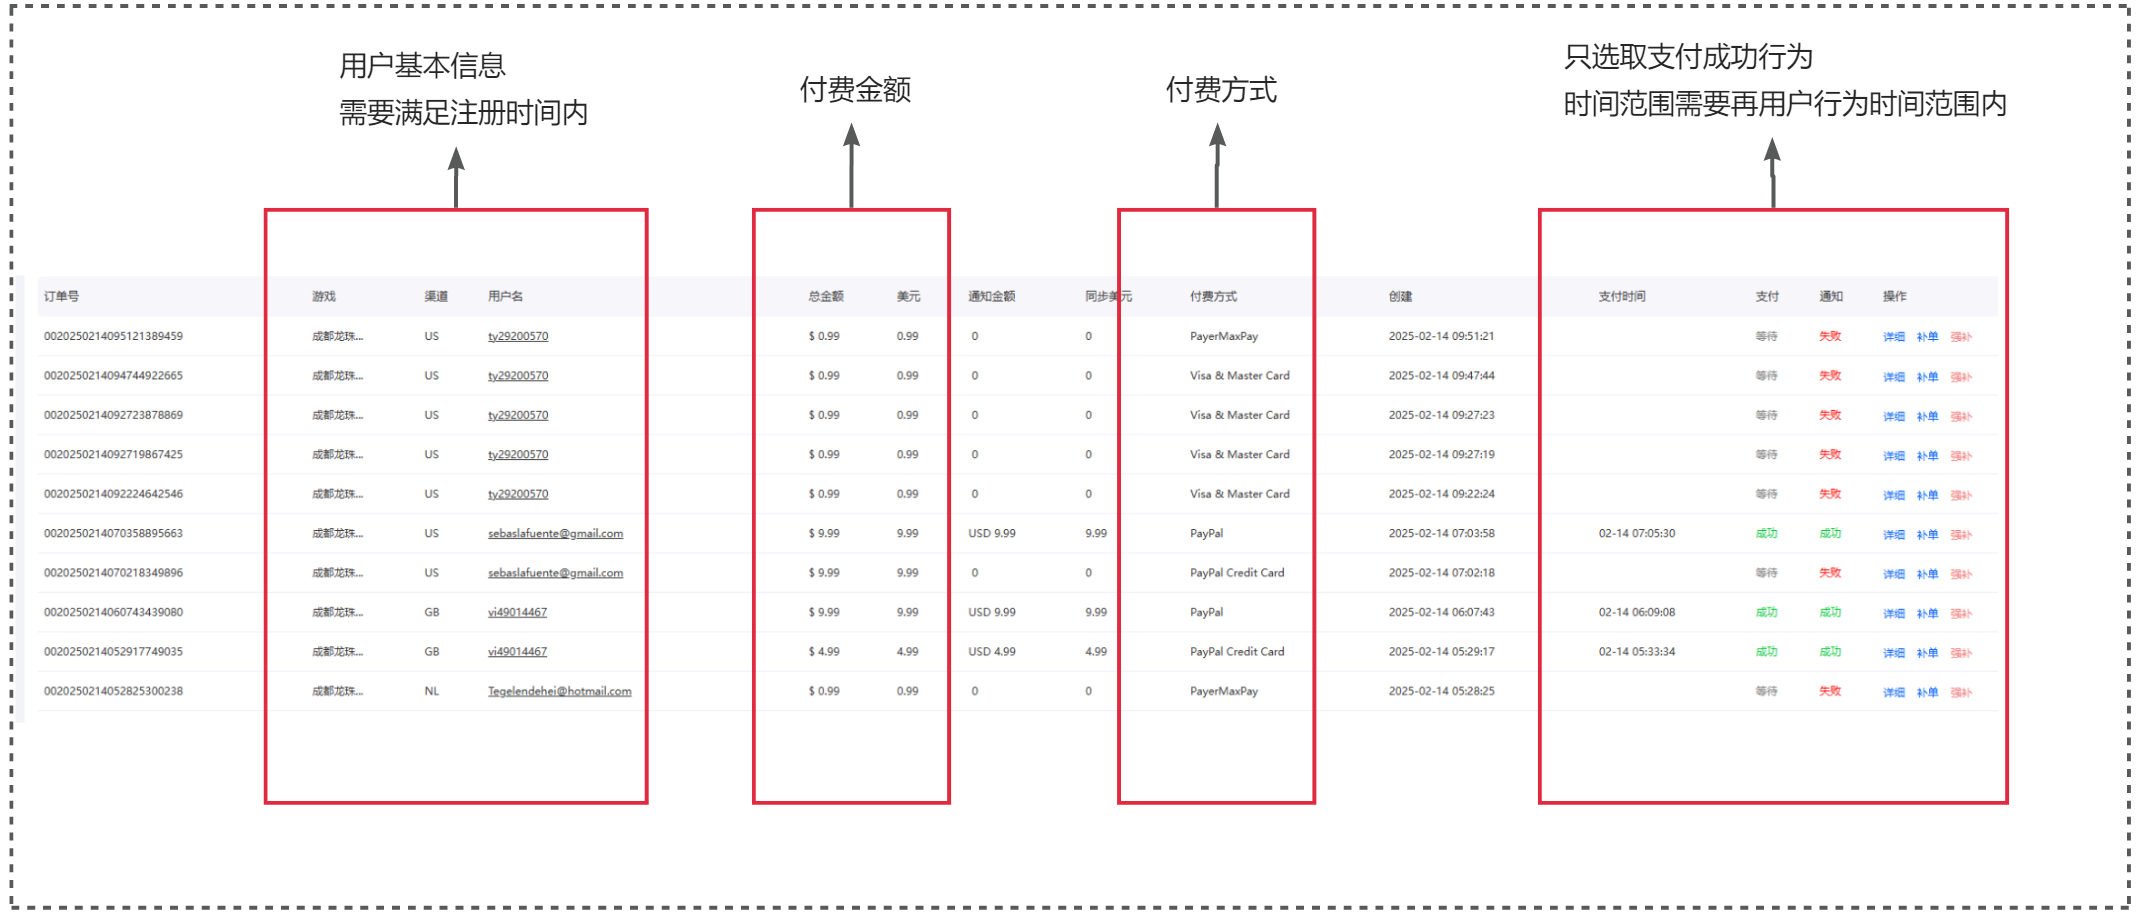 用户基本信息
需要满足注册时间内
付费金额
付费方式
只选取支付成功行为
时间范围需要再用户行为时间范围内
订单号 游戏 渠道 用户名 总金额 美元 通知金额 同步美元 付费方式 创建 支付时间 支付 通知 操作
0020250214095121389459 成都龙珠... US ty29200570 $ 0.99 0.99 0 0 PayerMaxPay 2025-02-14 09:51:21 等待 失败 详细 补单 强补
0020250214094744922665 成都龙珠... US ty29200570 $ 0.99 0.99 0 0 Visa & Master Card 2025-02-14 09:47:44 等待 失败 详细 补单 强补
0020250214092723878869 成都龙珠... US ty29200570 $ 0.99 0.99 0 0 Visa & Master Card 2025-02-14 09:27:23 等待 失败 详细 补单 强补
0020250214092719867425 成都龙珠... US ty29200570 $ 0.99 0.99 0 0 Visa & Master Card 2025-02-14 09:27:19 等待 失败 详细 补单 强补
0020250214092224642546 成都龙珠... US ty29200570 $ 0.99 0.99 0 0 Visa & Master Card 2025-02-14 09:22:24 等待 失败 详细 补单 强补
0020250214070358895663 成都龙珠... US sebaslafuente@gmail.com $ 9.99 9.99 USD 9.99 9.99 PayPal 2025-02-14 07:03:58 02-14 07:05:30 成功 成功 详细 补单 强补
0020250214070218349896 成都龙珠... US sebaslafuente@gmail.com $ 9.99 9.99 0 0 PayPal Credit Card 2025-02-14 07:02:18 等待 失败 详细 补单 强补
0020250214060743439080 成都龙珠... GB vi49014467 $ 9.99 9.99 USD 9.99 9.99 PayPal 2025-02-14 06:07:43 02-14 06:09:08 成功 成功 详细 补单 强补
0020250214052917749035 成都龙珠... GB vi49014467 $ 4.99 4.99 USD 4.99 4.99 PayPal Credit Card 2025-02-14 05:29:17 02-14 05:33:34 成功 成功 详细 补单 强补
0020250214052825300238 成都龙珠... NL Tegelendehei@hotmail.com $ 0.99 0.99 0 0 PayerMaxPay 2025-02-14 05:28:25 等待 失败 详细 补单 强补